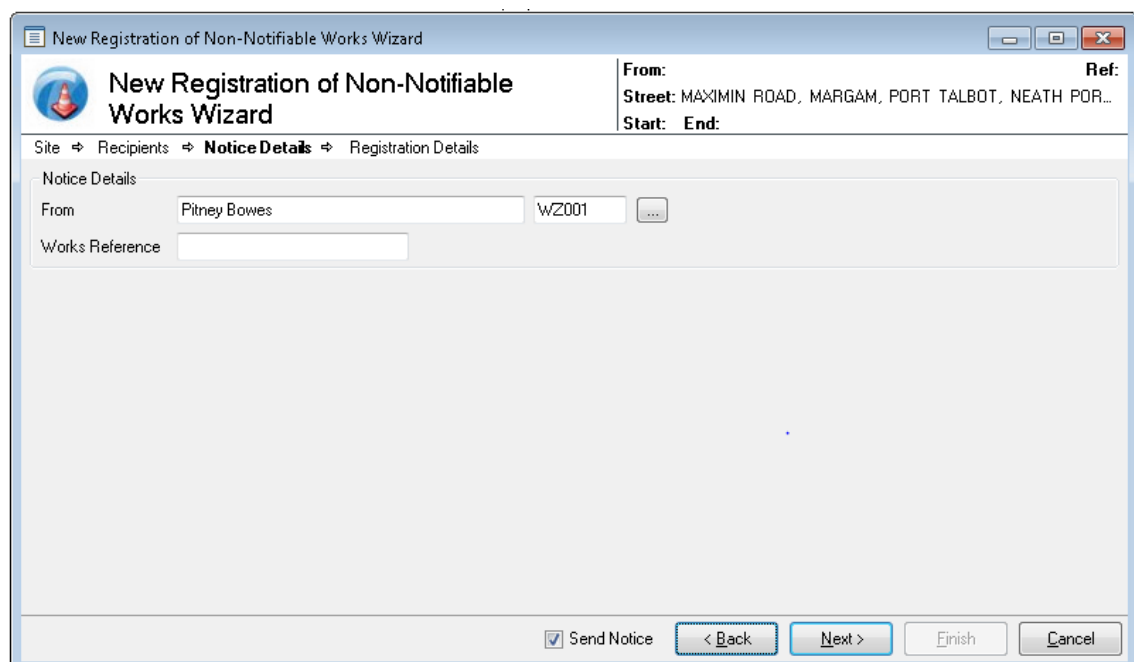 New Registration of Non-Notifiable Works Wizard
New Registration of Non-Notifiable
Works Wizard
From: Ref:
Street: MAXIMIN ROAD, MARGAM, PORT TALBOT, NEATH POR...
Start: End:
Site ⇨ Recipients ⇨ Notice Details ⇨ Registration Details
Notice Details
From Pitney Bowes WZ001 ...
Works Reference
Send Notice < Back Next > Finish Cancel